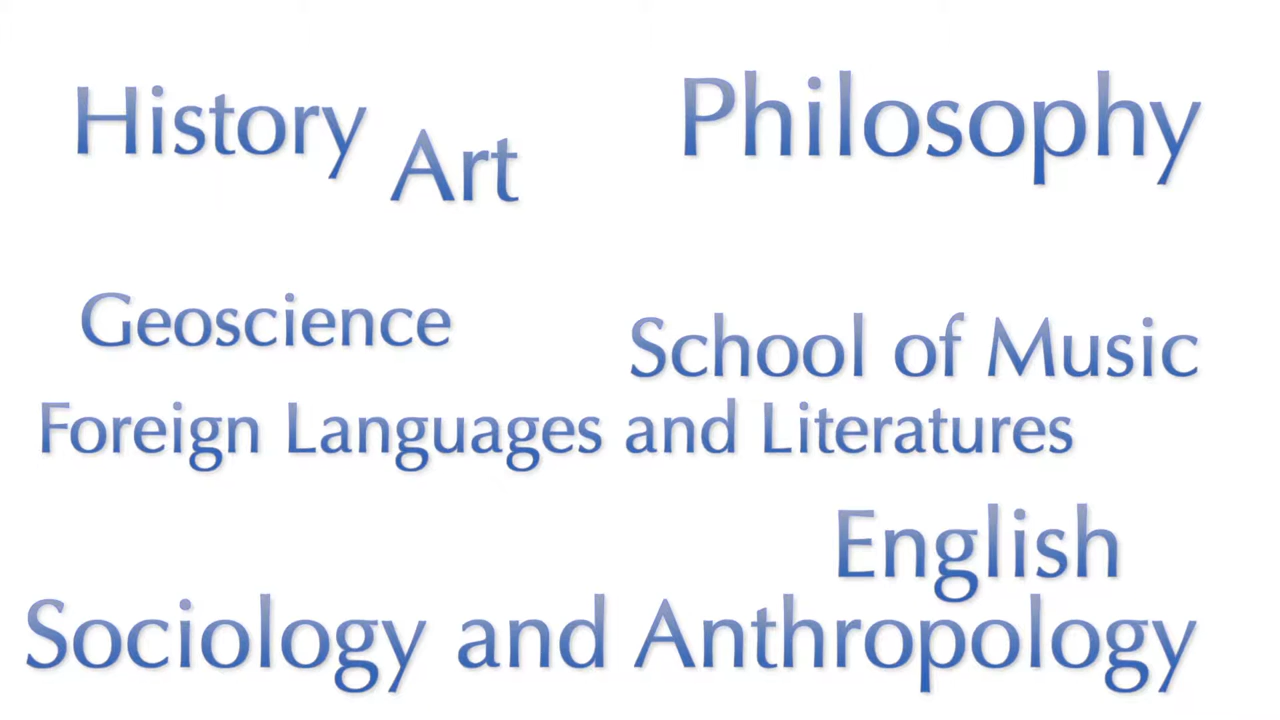 History
Art
Philosophy
Geoscience
School of Music
Foreign Languages and Literatures
English
Sociology and Anthropology